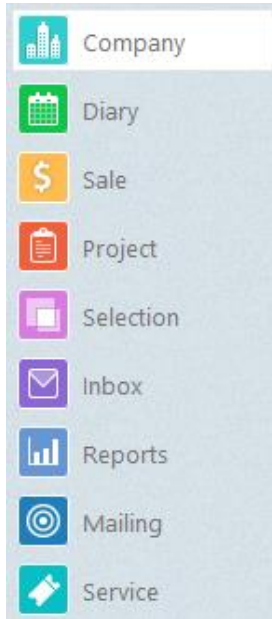 Company
Diary
$ Sale
Project
Selection
Inbox
Reports
Mailing
Service